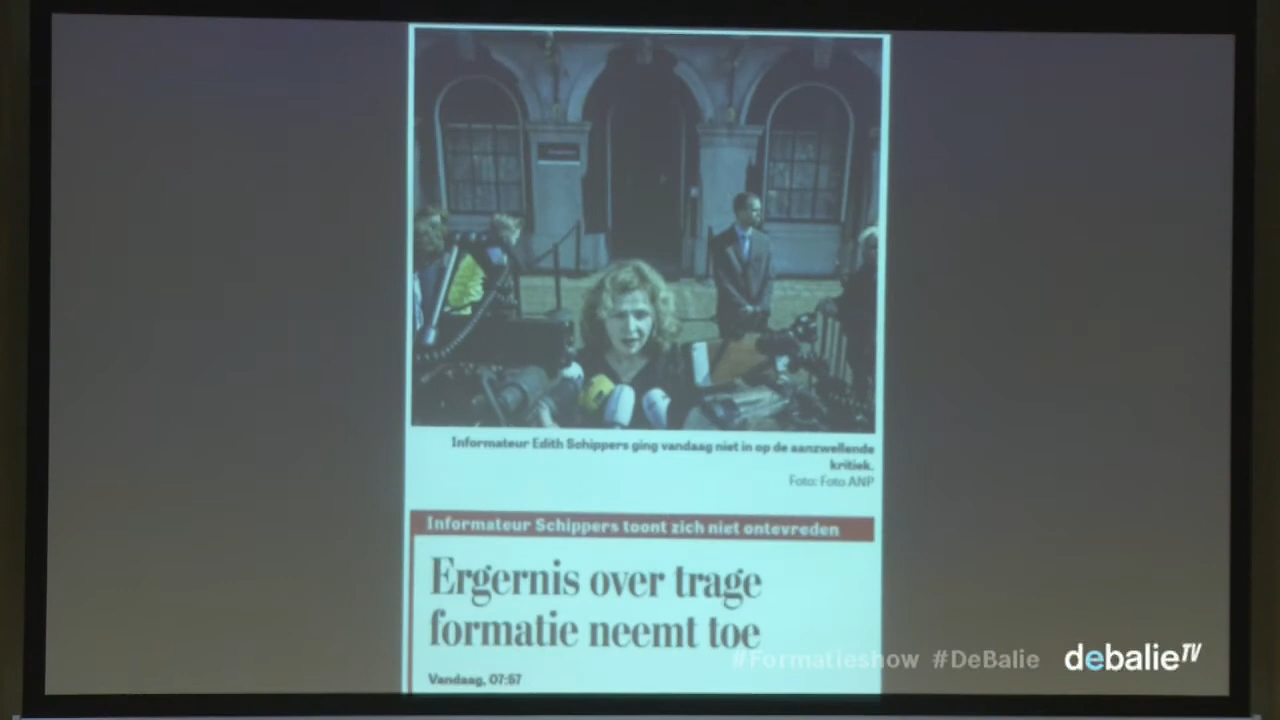 Informateur Edith Schippers ging vandaag niet in op de aanzwellende
kritiek.
Foto: Foto ANP
Informateur Schippers toont zich niet ontevreden
Ergernis over trage
formatie neemt toe
Vandaag, 07:57
#Formatieshow #DeBalie
debalieTV